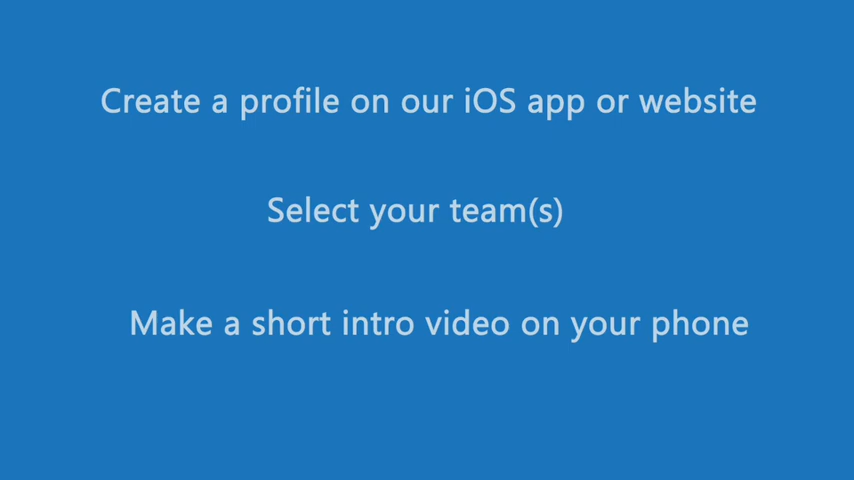 Create a profile on our iOS app or website
Select your team(s)
Make a short intro video on your phone